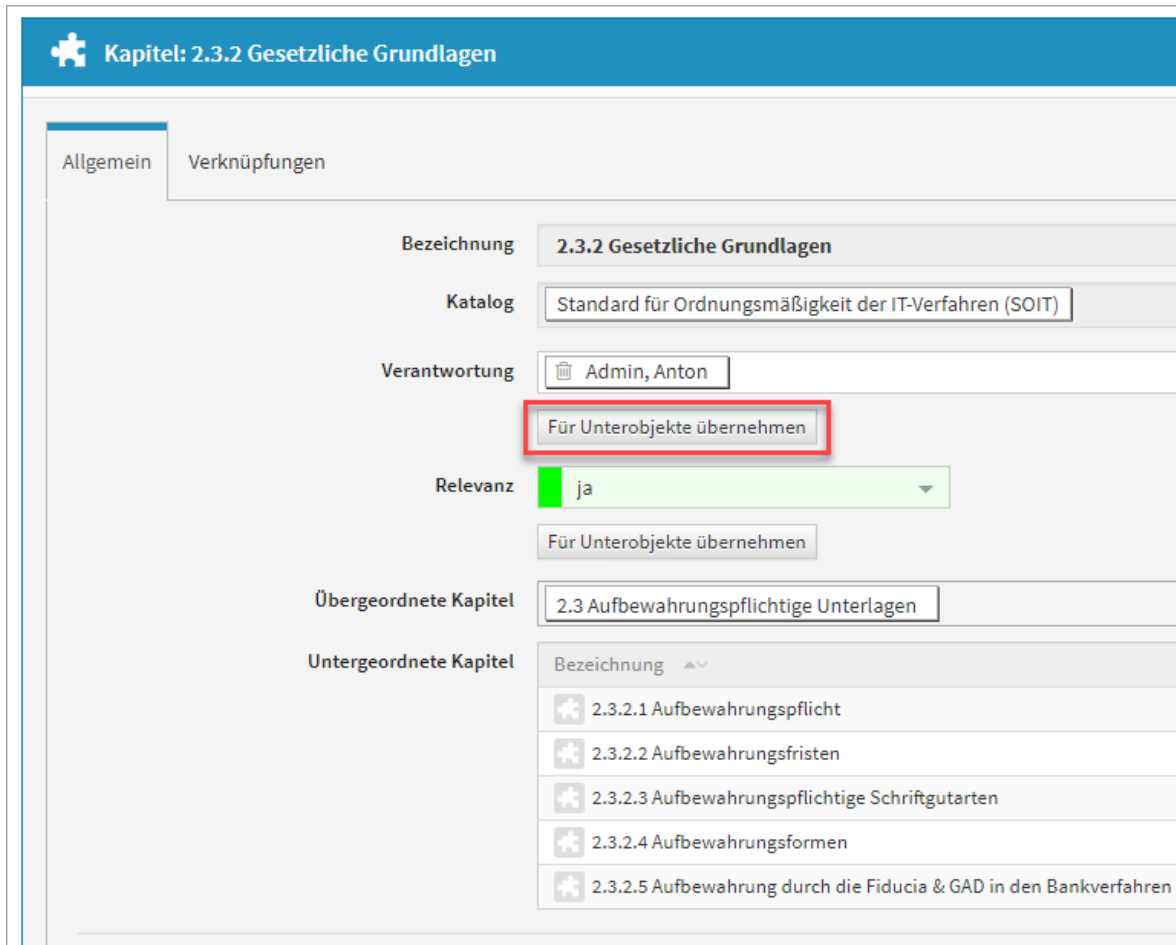 Kapitel: 2.3.2 Gesetzliche Grundlagen
Allgemein Verknüpfungen
Bezeichnung 2.3.2 Gesetzliche Grundlagen
Katalog Standard für Ordnungsmäßigkeit der IT-Verfahren (SOIT)
Verantwortung Admin, Anton
Für Unterobjekte übernehmen
Relevanz ja
Für Unterobjekte übernehmen
Übergeordnete Kapitel 2.3 Aufbewahrungspflichtige Unterlagen
Untergeordnete Kapitel Bezeichnung
2.3.2.1 Aufbewahrungspflicht
2.3.2.2 Aufbewahrungsfristen
2.3.2.3 Aufbewahrungspflichtige Schriftgutarten
2.3.2.4 Aufbewahrungsformen
2.3.2.5 Aufbewahrung durch die Fiducia & GAD in den Bankverfahren